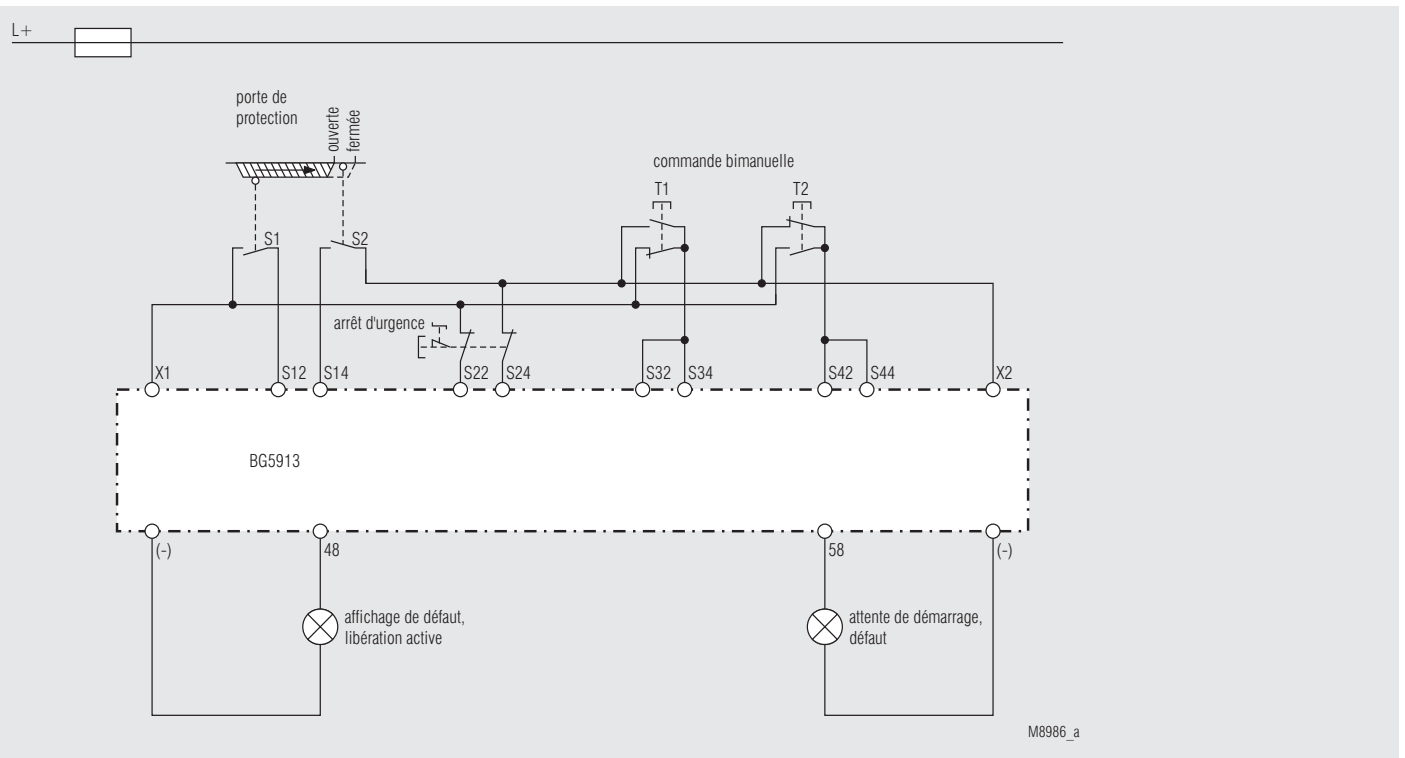 L+
porte de
protection
ouverte
fermée
commande bimanuelle
T1
T2
S1
S2
arrêt d'urgence
X1
S12
S14
S22
S24
S32
S34
S42
S44
X2
BG5913
(-)
48
58
(-)
affichage de défaut,
libération active
attente de démarrage,
défaut
M8986_a